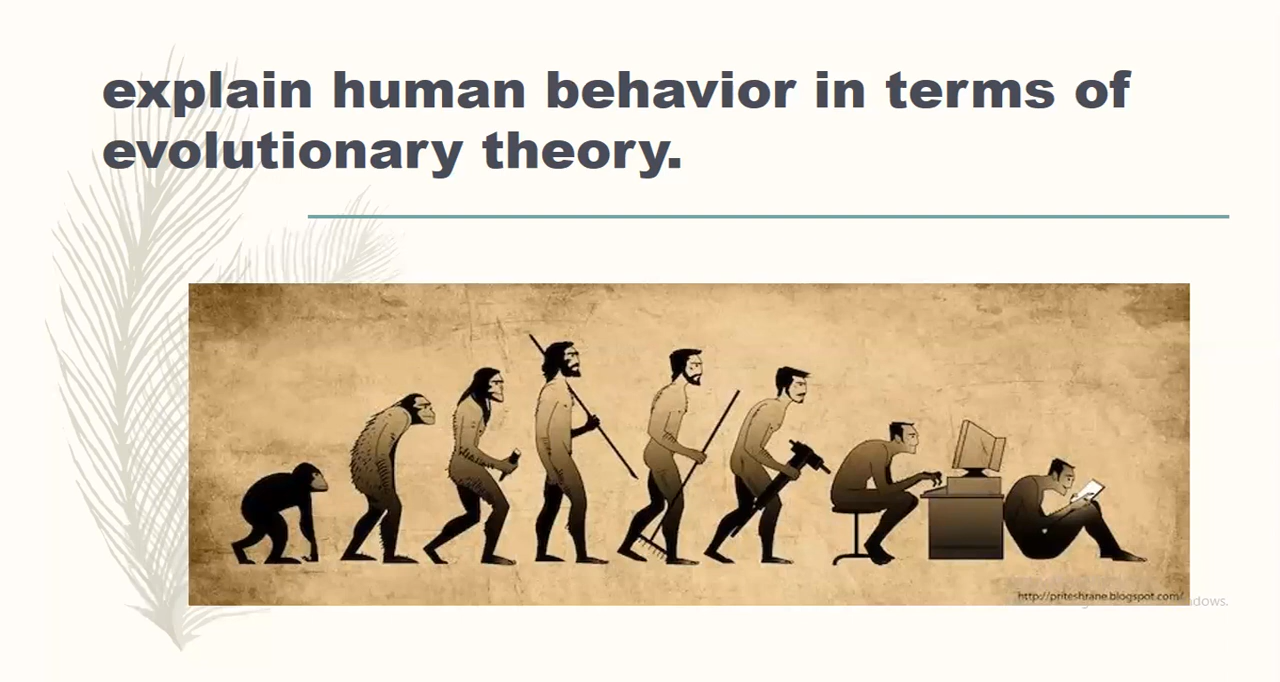 explain human behavior in terms of
evolutionary theory.
http://priteshrane.blogspot.com/